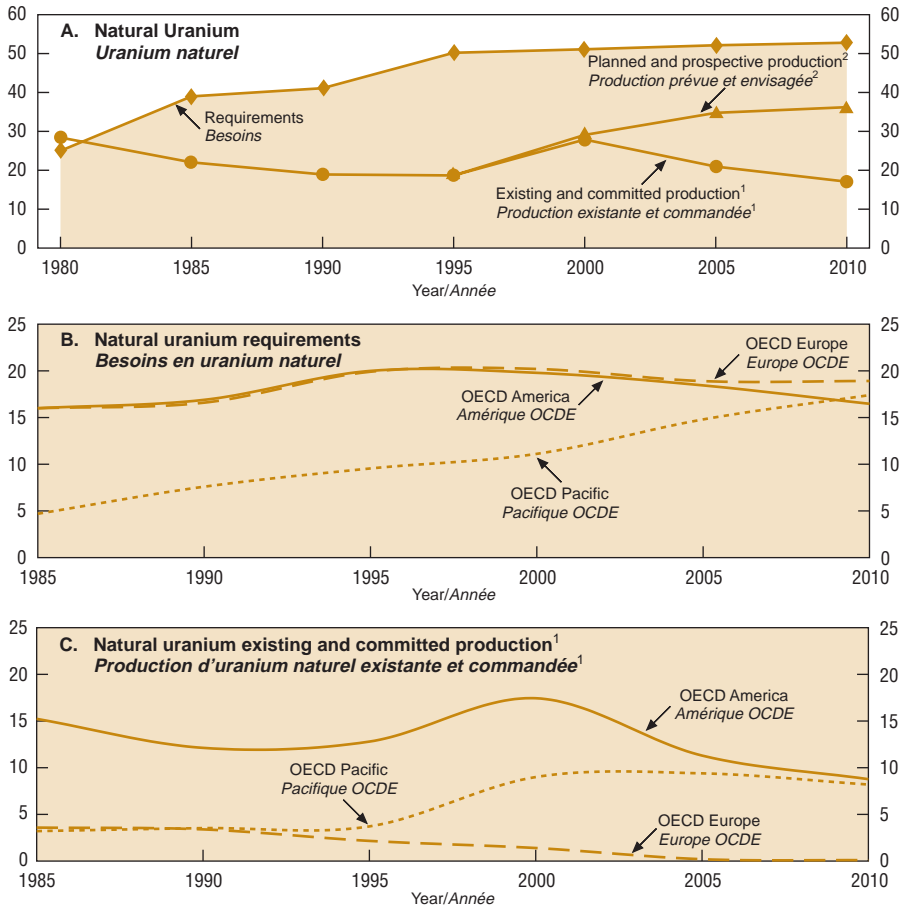 60
50
40
30
20
10
0
A. Natural Uranium
Uranium naturel
Requirements
Besoins
Planned and prospective production²
Production prévue et envisagée²
Existing and committed production¹
Production existante et commandée¹
60
50
40
30
20
10
0
1980 1985 1990 1995 2000 2005 2010
Year/Année
25
20
15
10
5
0
B. Natural uranium requirements
Besoins en uranium naturel
OECD Europe
Europe OCDE
OECD America
Amérique OCDE
OECD Pacific
Pacifique OCDE
25
20
15
10
5
0
1985 1990 1995 2000 2005 2010
Year/Année
25
20
15
10
5
0
C. Natural uranium existing and committed production¹
Production d'uranium naturel existante et commandée¹
OECD America
Amérique OCDE
OECD Pacific
Pacifique OCDE
OECD Europe
Europe OCDE
25
20
15
10
5
0
1985 1990 1995 2000 2005 2010
Year/Année